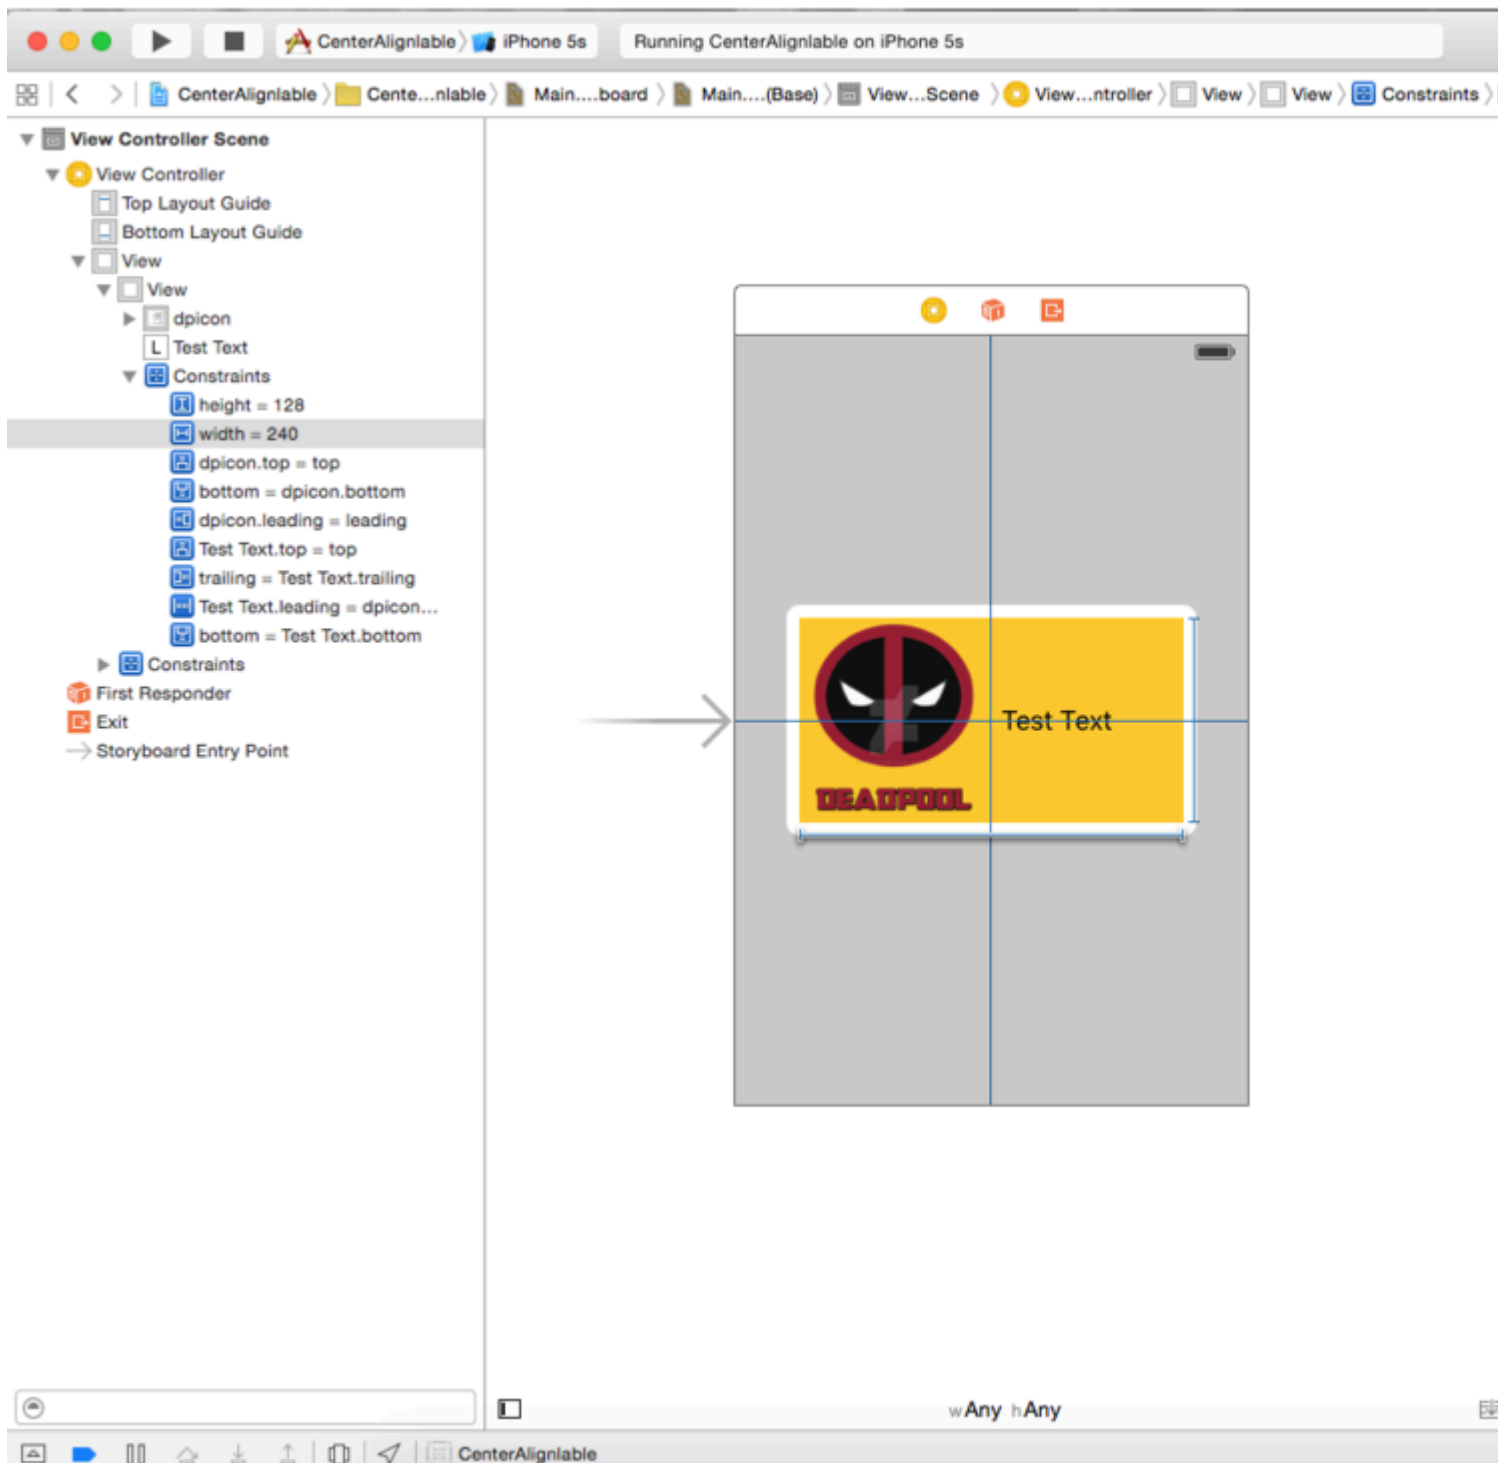 CenterAlignlable iPhone 5s Running CenterAlignlable on iPhone 5s
CenterAlignlable Cente...nlable Main....board Main....(Base) View...Scene View...ntroller View View Constraints
View Controller Scene
View Controller
Top Layout Guide
Bottom Layout Guide
View
View
dpicon
L Test Text
Constraints
height = 128
width = 240
dpicon.top = top
bottom = dpicon.bottom
dpicon.leading = leading
Test Text.top = top
trailing = Test Text.trailing
Test Text.leading = dpicon...
bottom = Test Text.bottom
Constraints
First Responder
Exit
Storyboard Entry Point
Test Text
DEADPOOL
wAny hAny
CenterAlignlable